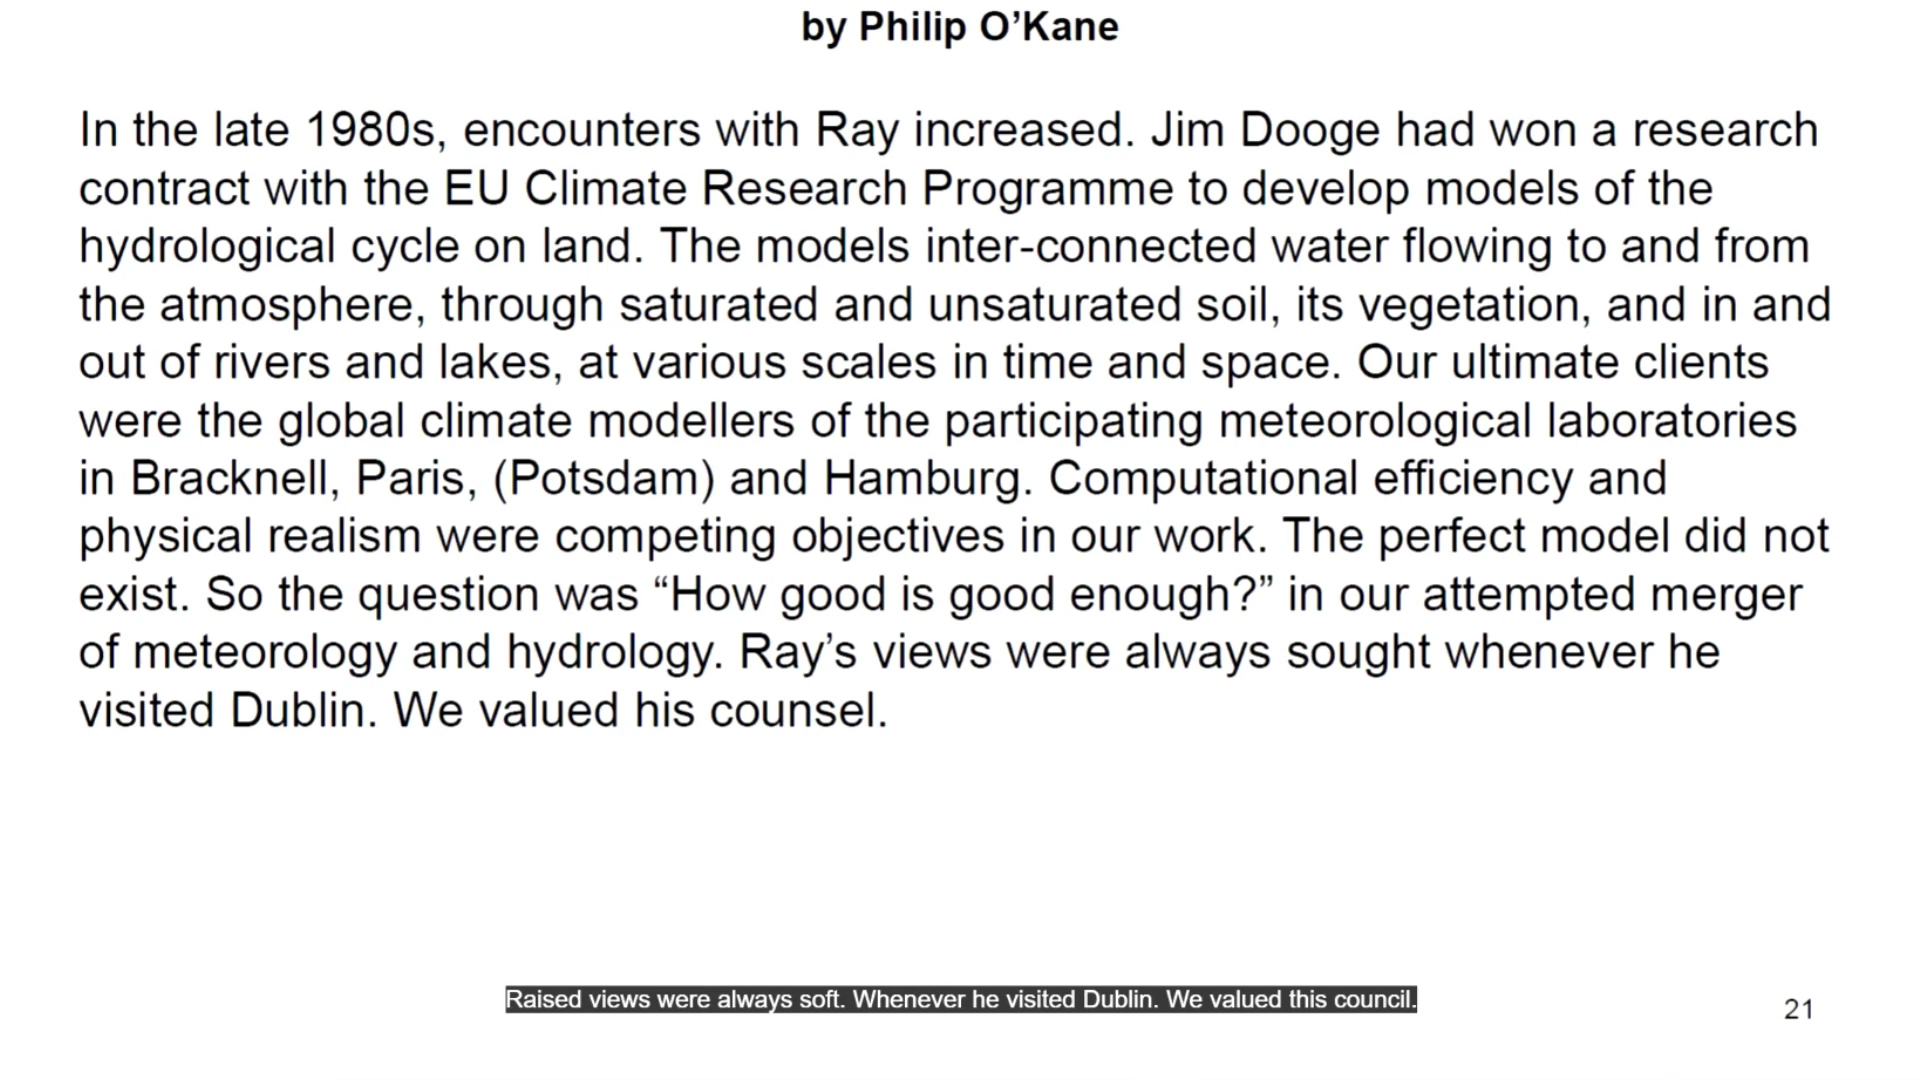 by Philip O’Kane
In the late 1980s, encounters with Ray increased. Jim Dooge had won a research
contract with the EU Climate Research Programme to develop models of the
hydrological cycle on land. The models inter-connected water flowing to and from
the atmosphere, through saturated and unsaturated soil, its vegetation, and in and
out of rivers and lakes, at various scales in time and space. Our ultimate clients
were the global climate modellers of the participating meteorological laboratories
in Bracknell, Paris, (Potsdam) and Hamburg. Computational efficiency and
physical realism were competing objectives in our work. The perfect model did not
exist. So the question was “How good is good enough?” in our attempted merger
of meteorology and hydrology. Ray’s views were always sought whenever he
visited Dublin. We valued his counsel.
Raised views were always soft. Whenever he visited Dublin. We valued this council.
21